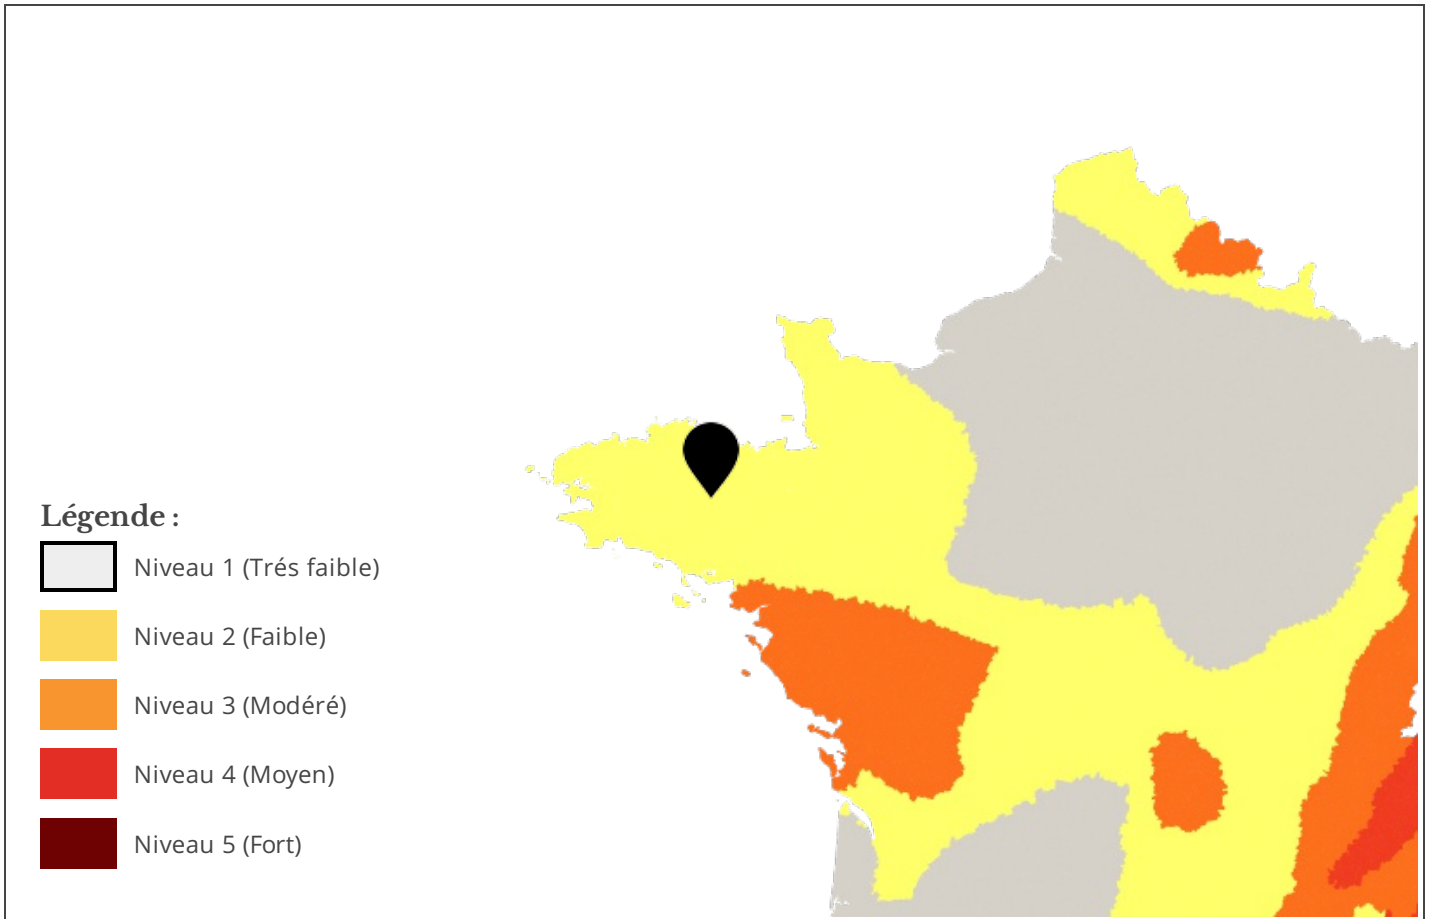 Légende :
Niveau 1 (Trés faible)
Niveau 2 (Faible)
Niveau 3 (Modéré)
Niveau 4 (Moyen)
Niveau 5 (Fort)